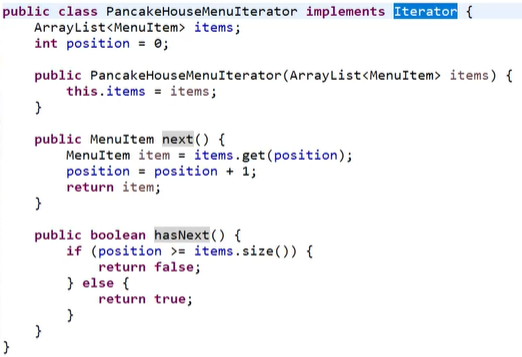 public class PancakeHouseMenuIterator implements Iterator {
    ArrayList<MenuItem> items;
    int position = 0;

    public PancakeHouseMenuIterator(ArrayList<MenuItem> items) {
        this.items = items;
    }

    public MenuItem next() {
        MenuItem item = items.get(position);
        position = position + 1;
        return item;
    }

    public boolean hasNext() {
        if (position >= items.size()) {
            return false;
        } else {
            return true;
        }
    }
}